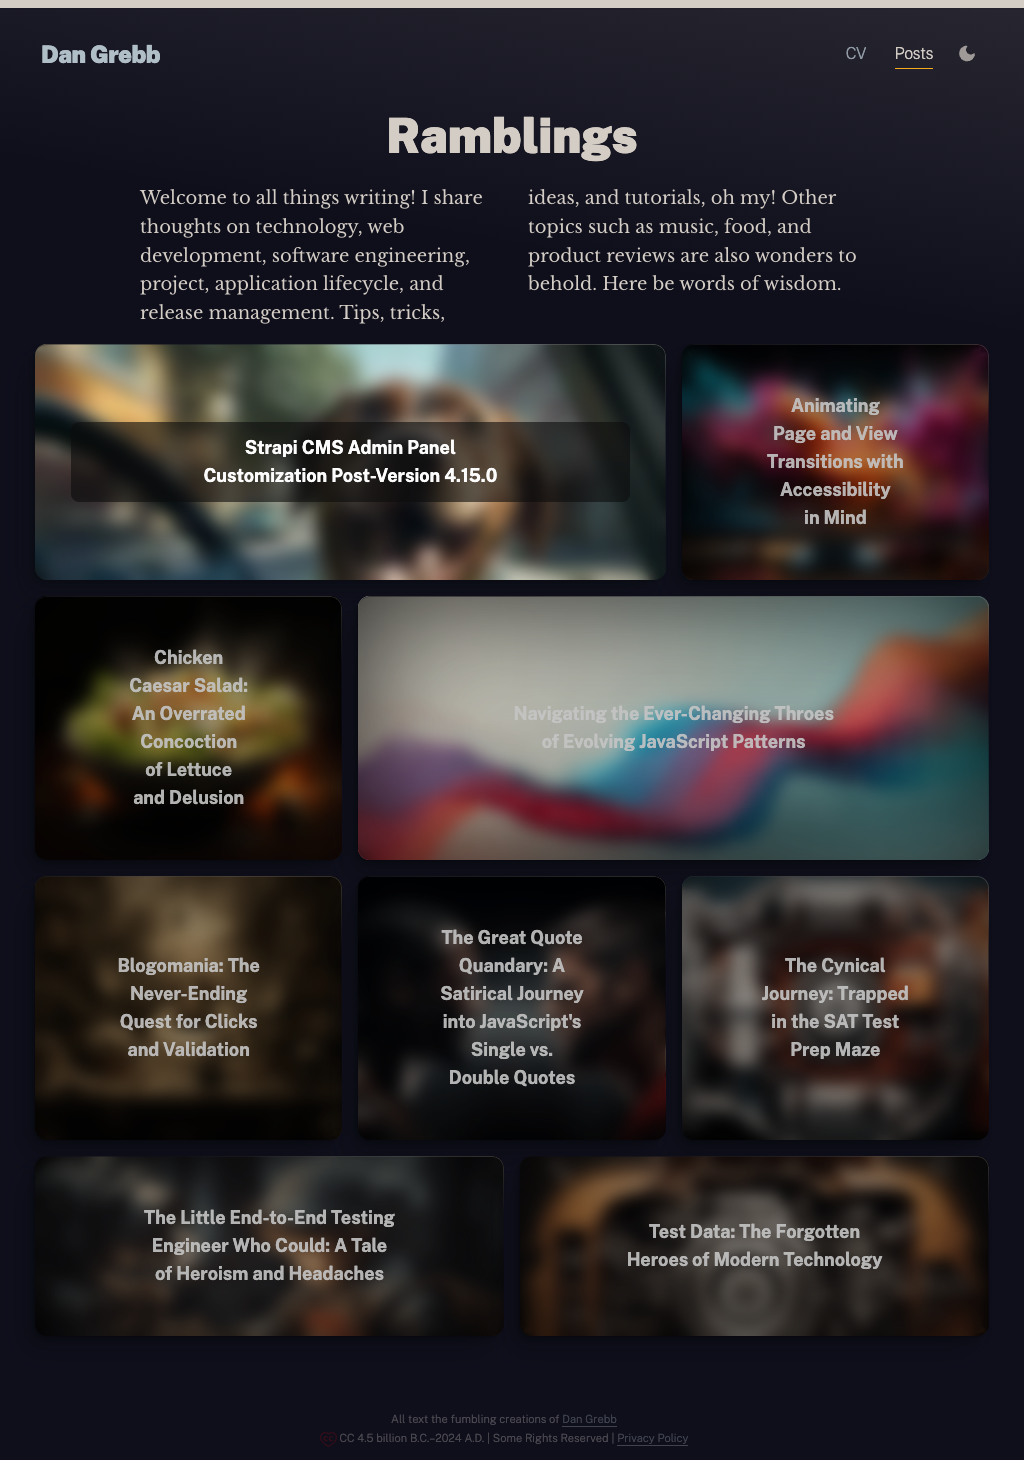 Dan Grebb
CV
Posts
Ramblings
Welcome to all things writing! I share
thoughts on technology, web
development, software engineering,
project, application lifecycle, and
release management. Tips, tricks,
ideas, and tutorials, oh my! Other
topics such as music, food, and
product reviews are also wonders to
behold. Here be words of wisdom.
Strapi CMS Admin Panel
Customization Post-Version 4.15.0
Animating
Page and View
Transitions with
Accessibility
in Mind
Chicken
Caesar Salad:
An Overrated
Concoction
of Lettuce
and Delusion
Navigating the Ever-Changing Throes
of Evolving JavaScript Patterns
Blogomania: The
Never-Ending
Quest for Clicks
and Validation
The Great Quote
Quandary: A
Satirical Journey
into JavaScript's
Single vs.
Double Quotes
The Cynical
Journey: Trapped
in the SAT Test
Prep Maze
The Little End-to-End Testing
Engineer Who Could: A Tale
of Heroism and Headaches
Test Data: The Forgotten
Heroes of Modern Technology
All text the fumbling creations of Dan Grebb
CC 4.5 billion B.C.–2024 A.D. | Some Rights Reserved | Privacy Policy